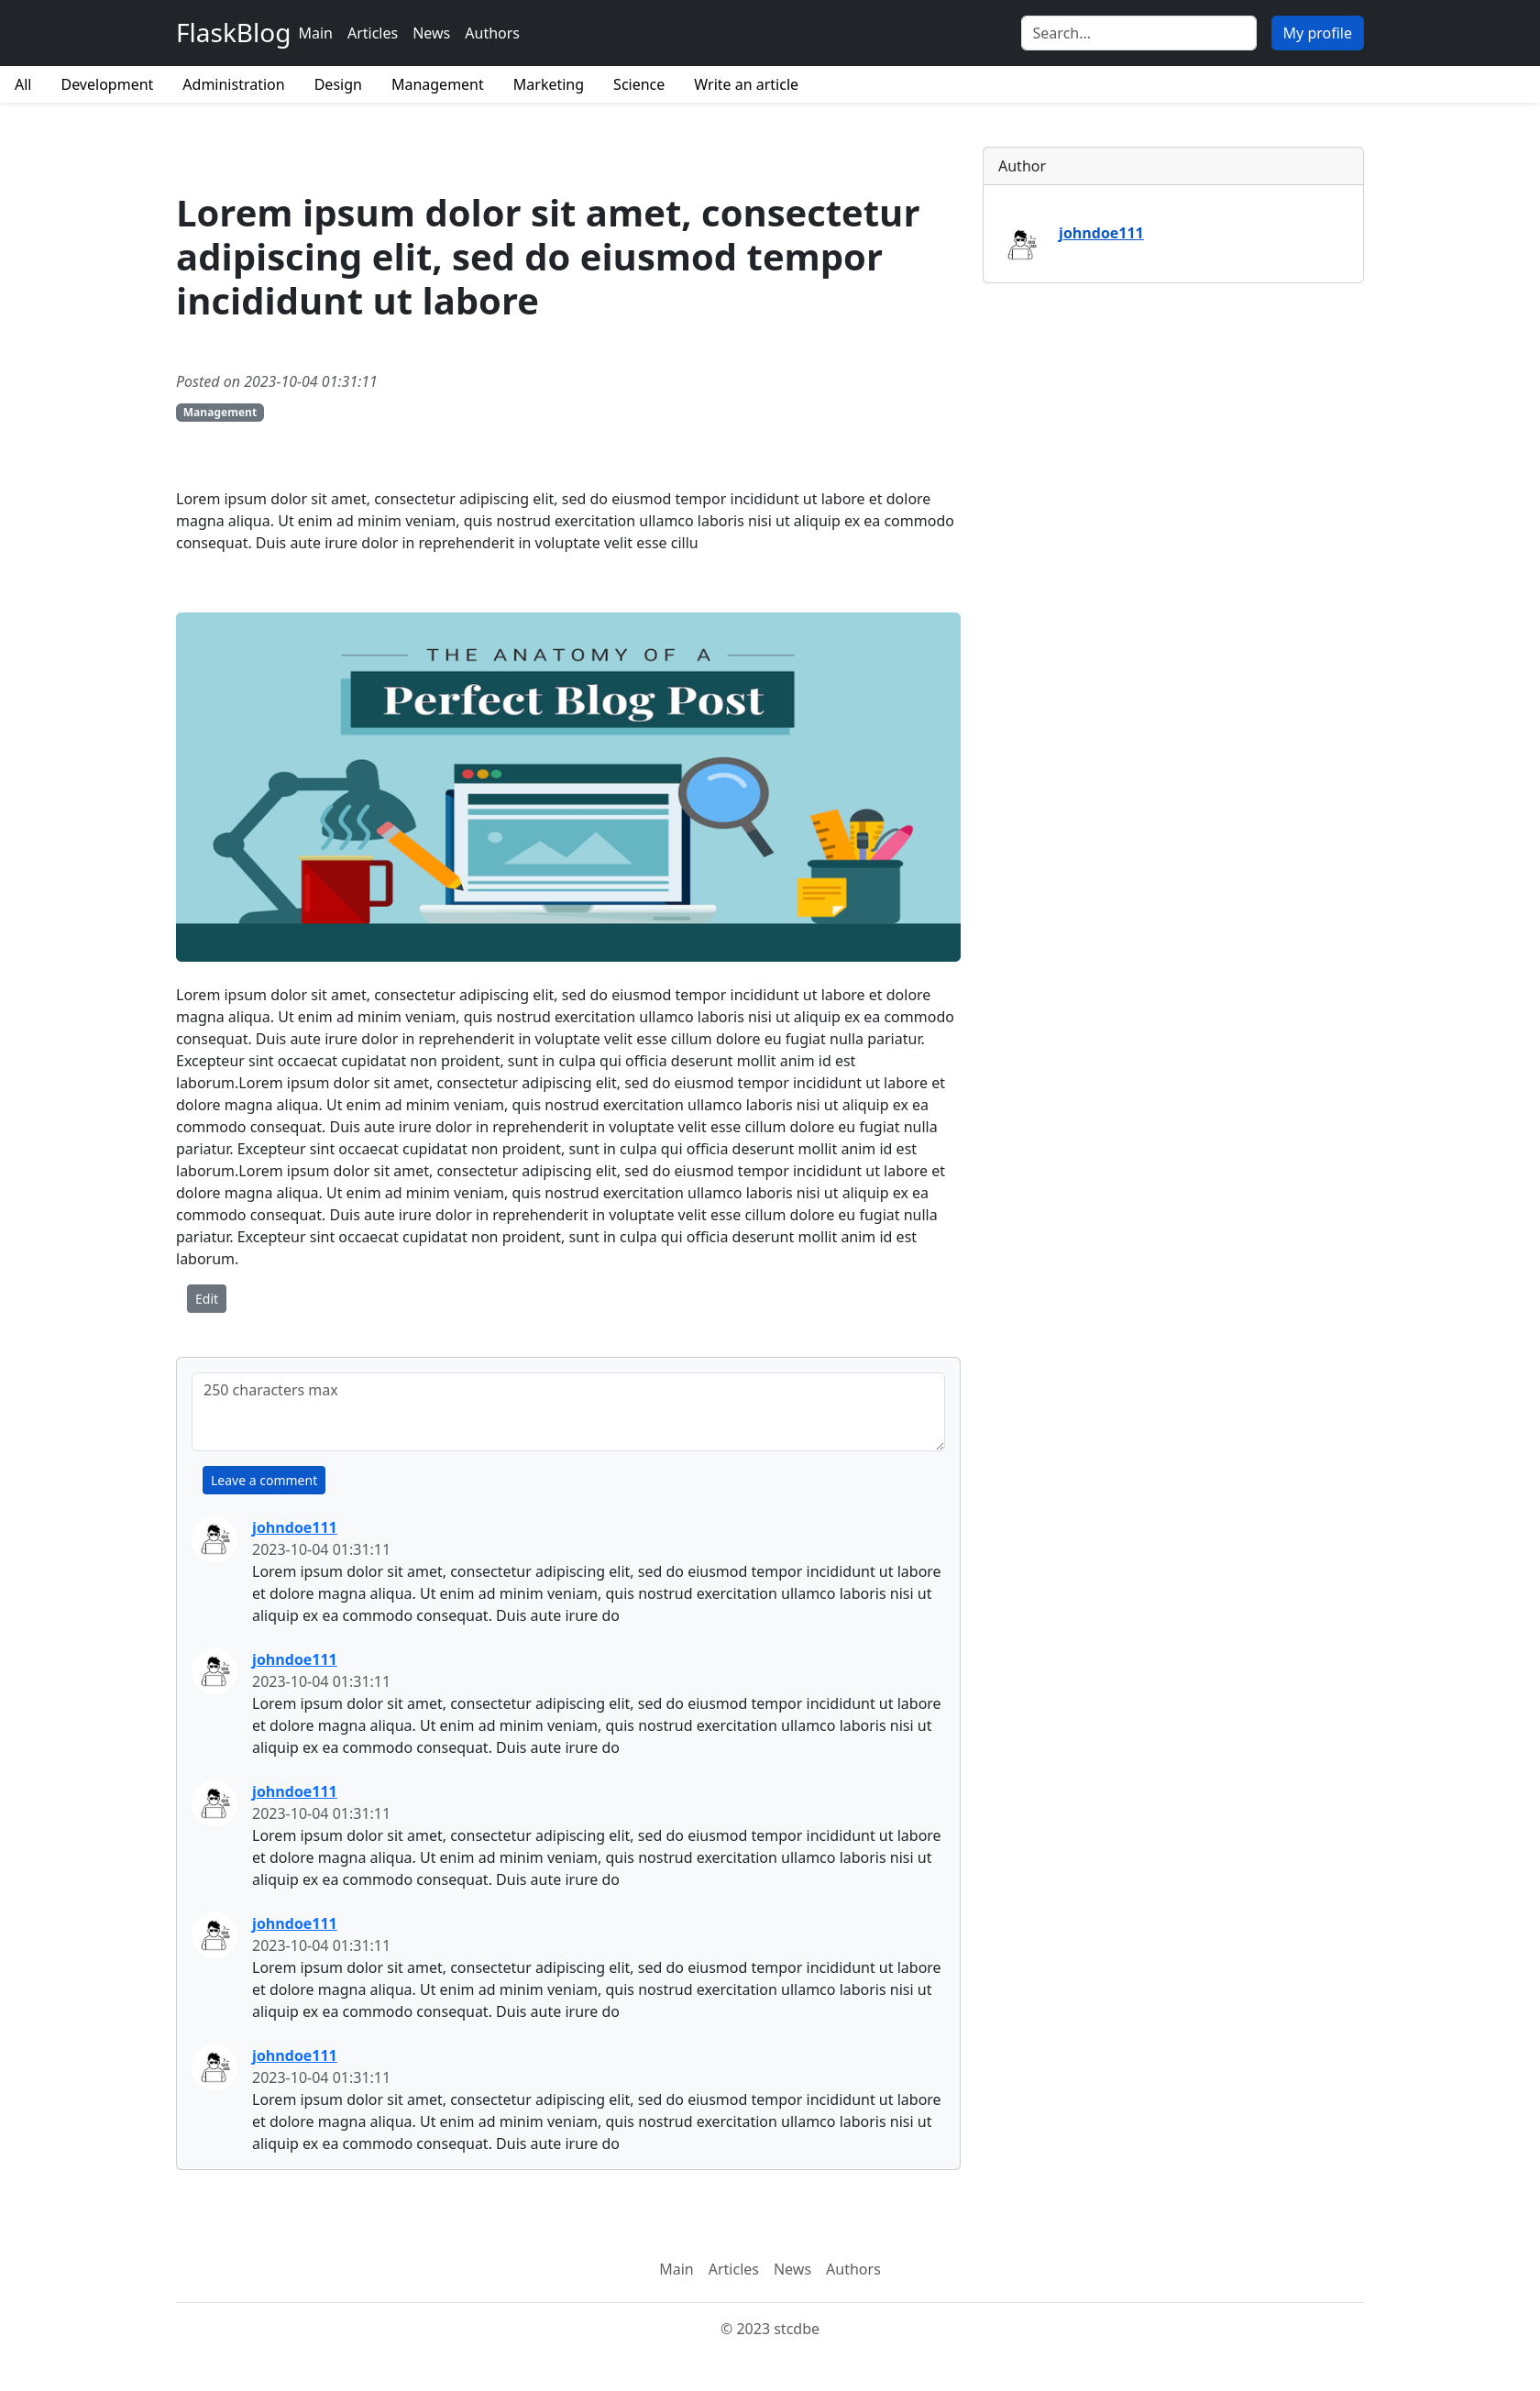 FlaskBlog Main Articles News Authors Search... My profile
All Development Administration Design Management Marketing Science Write an article
Lorem ipsum dolor sit amet, consectetur
adipiscing elit, sed do eiusmod tempor
incididunt ut labore
Posted on 2023-10-04 01:31:11
Management
Author
johndoe111
Lorem ipsum dolor sit amet, consectetur adipiscing elit, sed do eiusmod tempor incididunt ut labore et dolore
magna aliqua. Ut enim ad minim veniam, quis nostrud exercitation ullamco laboris nisi ut aliquip ex ea commodo
consequat. Duis aute irure dolor in reprehenderit in voluptate velit esse cillu
THE ANATOMY OF A
Perfect Blog Post
Lorem ipsum dolor sit amet, consectetur adipiscing elit, sed do eiusmod tempor incididunt ut labore et dolore
magna aliqua. Ut enim ad minim veniam, quis nostrud exercitation ullamco laboris nisi ut aliquip ex ea commodo
consequat. Duis aute irure dolor in reprehenderit in voluptate velit esse cillum dolore eu fugiat nulla pariatur.
Excepteur sint occaecat cupidatat non proident, sunt in culpa qui officia deserunt mollit anim id est
laborum.Lorem ipsum dolor sit amet, consectetur adipiscing elit, sed do eiusmod tempor incididunt ut labore et
dolore magna aliqua. Ut enim ad minim veniam, quis nostrud exercitation ullamco laboris nisi ut aliquip ex ea
commodo consequat. Duis aute irure dolor in reprehenderit in voluptate velit esse cillum dolore eu fugiat nulla
pariatur. Excepteur sint occaecat cupidatat non proident, sunt in culpa qui officia deserunt mollit anim id est
laborum.Lorem ipsum dolor sit amet, consectetur adipiscing elit, sed do eiusmod tempor incididunt ut labore et
dolore magna aliqua. Ut enim ad minim veniam, quis nostrud exercitation ullamco laboris nisi ut aliquip ex ea
commodo consequat. Duis aute irure dolor in reprehenderit in voluptate velit esse cillum dolore eu fugiat nulla
pariatur. Excepteur sint occaecat cupidatat non proident, sunt in culpa qui officia deserunt mollit anim id est
laborum.
Edit
250 characters max
Leave a comment
johndoe111
2023-10-04 01:31:11
Lorem ipsum dolor sit amet, consectetur adipiscing elit, sed do eiusmod tempor incididunt ut labore
et dolore magna aliqua. Ut enim ad minim veniam, quis nostrud exercitation ullamco laboris nisi ut
aliquip ex ea commodo consequat. Duis aute irure do
johndoe111
2023-10-04 01:31:11
Lorem ipsum dolor sit amet, consectetur adipiscing elit, sed do eiusmod tempor incididunt ut labore
et dolore magna aliqua. Ut enim ad minim veniam, quis nostrud exercitation ullamco laboris nisi ut
aliquip ex ea commodo consequat. Duis aute irure do
johndoe111
2023-10-04 01:31:11
Lorem ipsum dolor sit amet, consectetur adipiscing elit, sed do eiusmod tempor incididunt ut labore
et dolore magna aliqua. Ut enim ad minim veniam, quis nostrud exercitation ullamco laboris nisi ut
aliquip ex ea commodo consequat. Duis aute irure do
johndoe111
2023-10-04 01:31:11
Lorem ipsum dolor sit amet, consectetur adipiscing elit, sed do eiusmod tempor incididunt ut labore
et dolore magna aliqua. Ut enim ad minim veniam, quis nostrud exercitation ullamco laboris nisi ut
aliquip ex ea commodo consequat. Duis aute irure do
johndoe111
2023-10-04 01:31:11
Lorem ipsum dolor sit amet, consectetur adipiscing elit, sed do eiusmod tempor incididunt ut labore
et dolore magna aliqua. Ut enim ad minim veniam, quis nostrud exercitation ullamco laboris nisi ut
aliquip ex ea commodo consequat. Duis aute irure do
Main Articles News Authors
© 2023 stcdbe